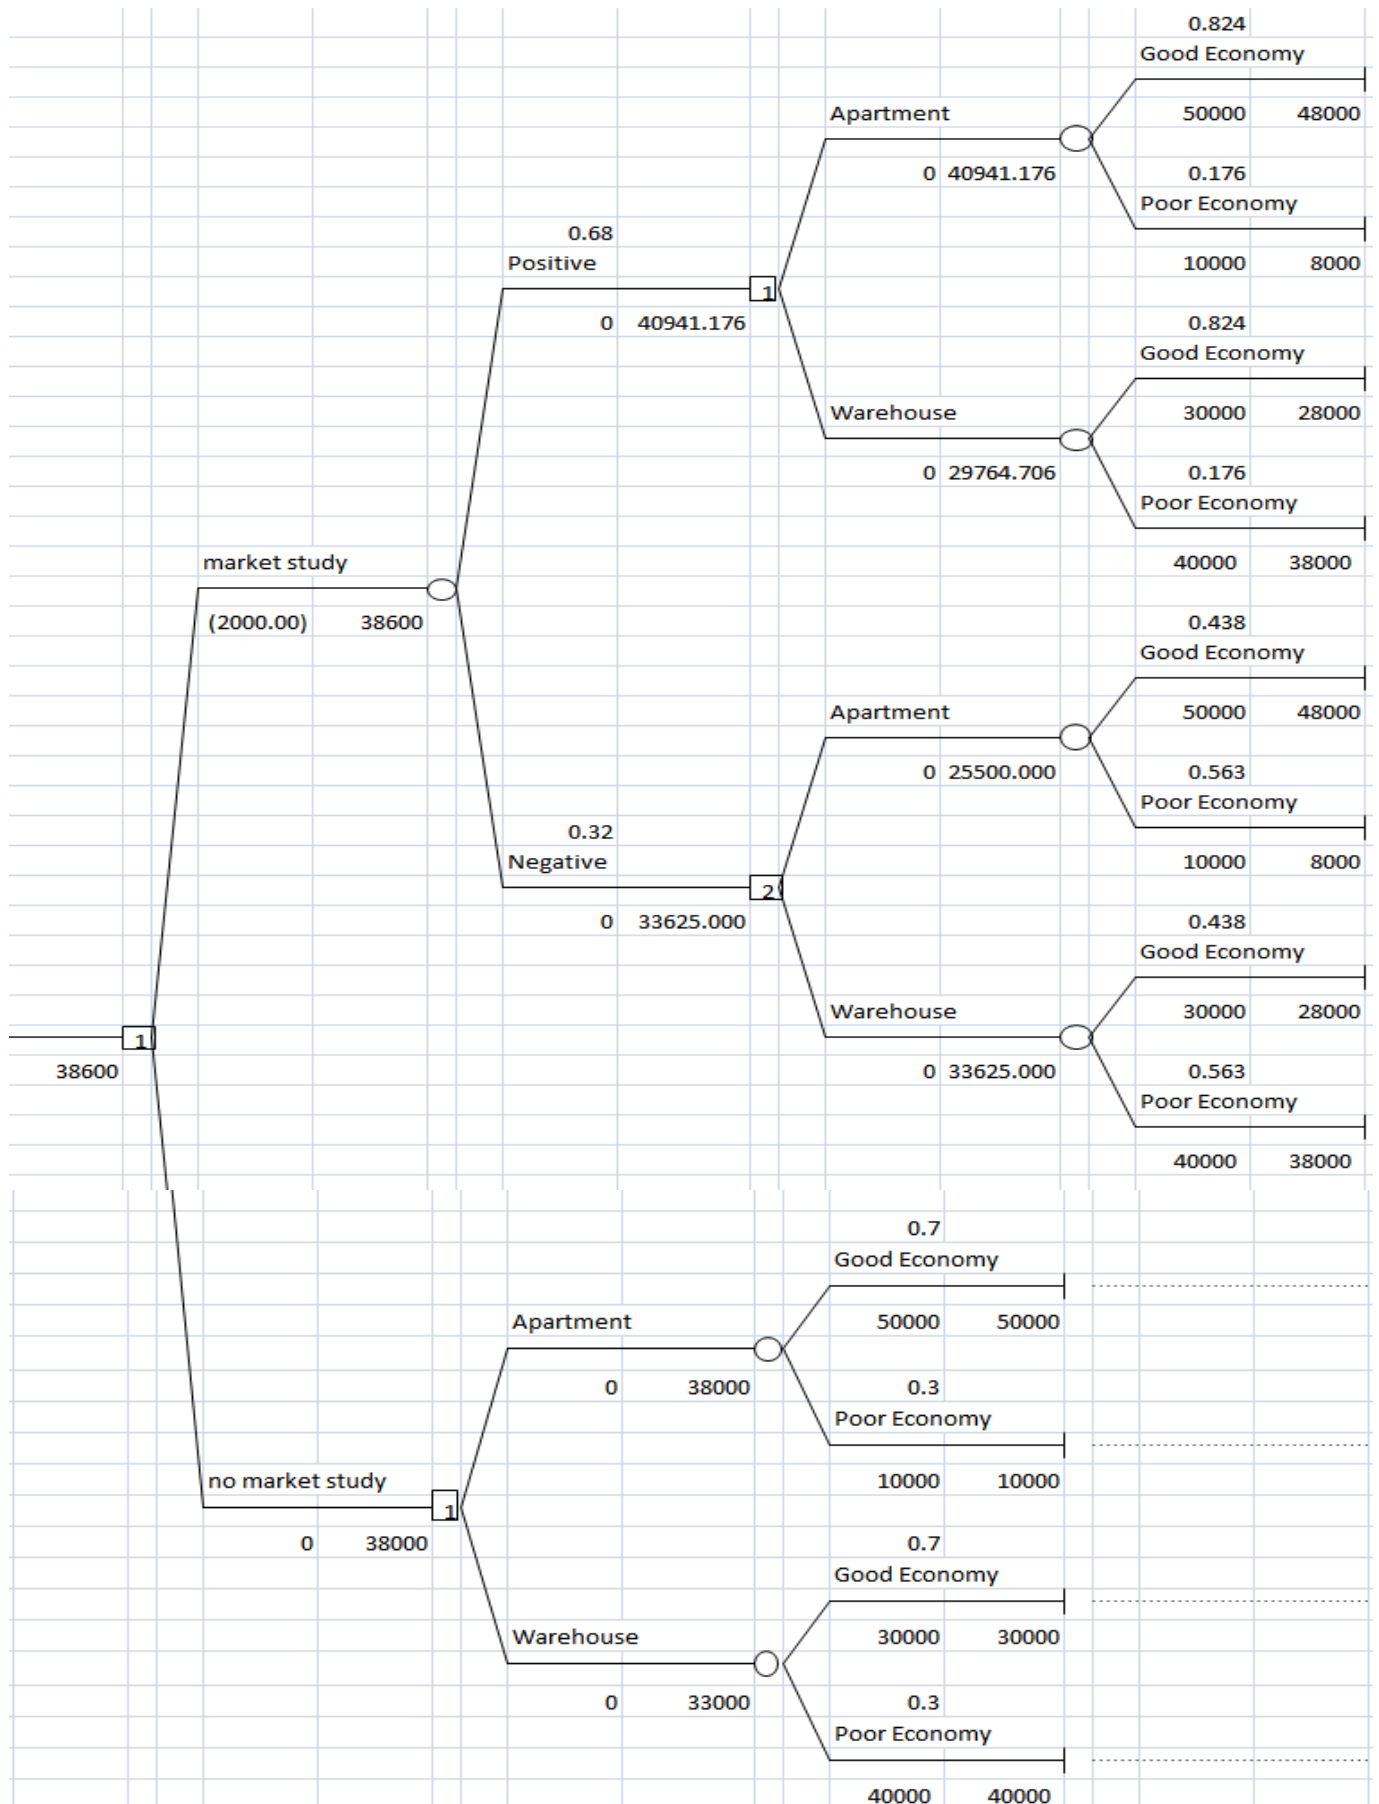 0.824
Good Economy
Apartment 50000 48000
0 40941.176 0.176
Poor Economy
0.68
Positive 10000 8000
1
0 40941.176 0.824
Good Economy
Warehouse 30000 28000
0 29764.706 0.176
Poor Economy
market study 40000 38000
(2000.00) 38600 0.438
Good Economy
Apartment 50000 48000
0 25500.000 0.563
Poor Economy
0.32
Negative 10000 8000
2
0 33625.000 0.438
Good Economy
Warehouse 30000 28000
1
38600 0 33625.000 0.563
Poor Economy
40000 38000
0.7
Good Economy
Apartment 50000 50000
0 38000 0.3
Poor Economy
no market study 10000 10000
1
0 38000 0.7
Good Economy
Warehouse 30000 30000
0 33000 0.3
Poor Economy
40000 40000